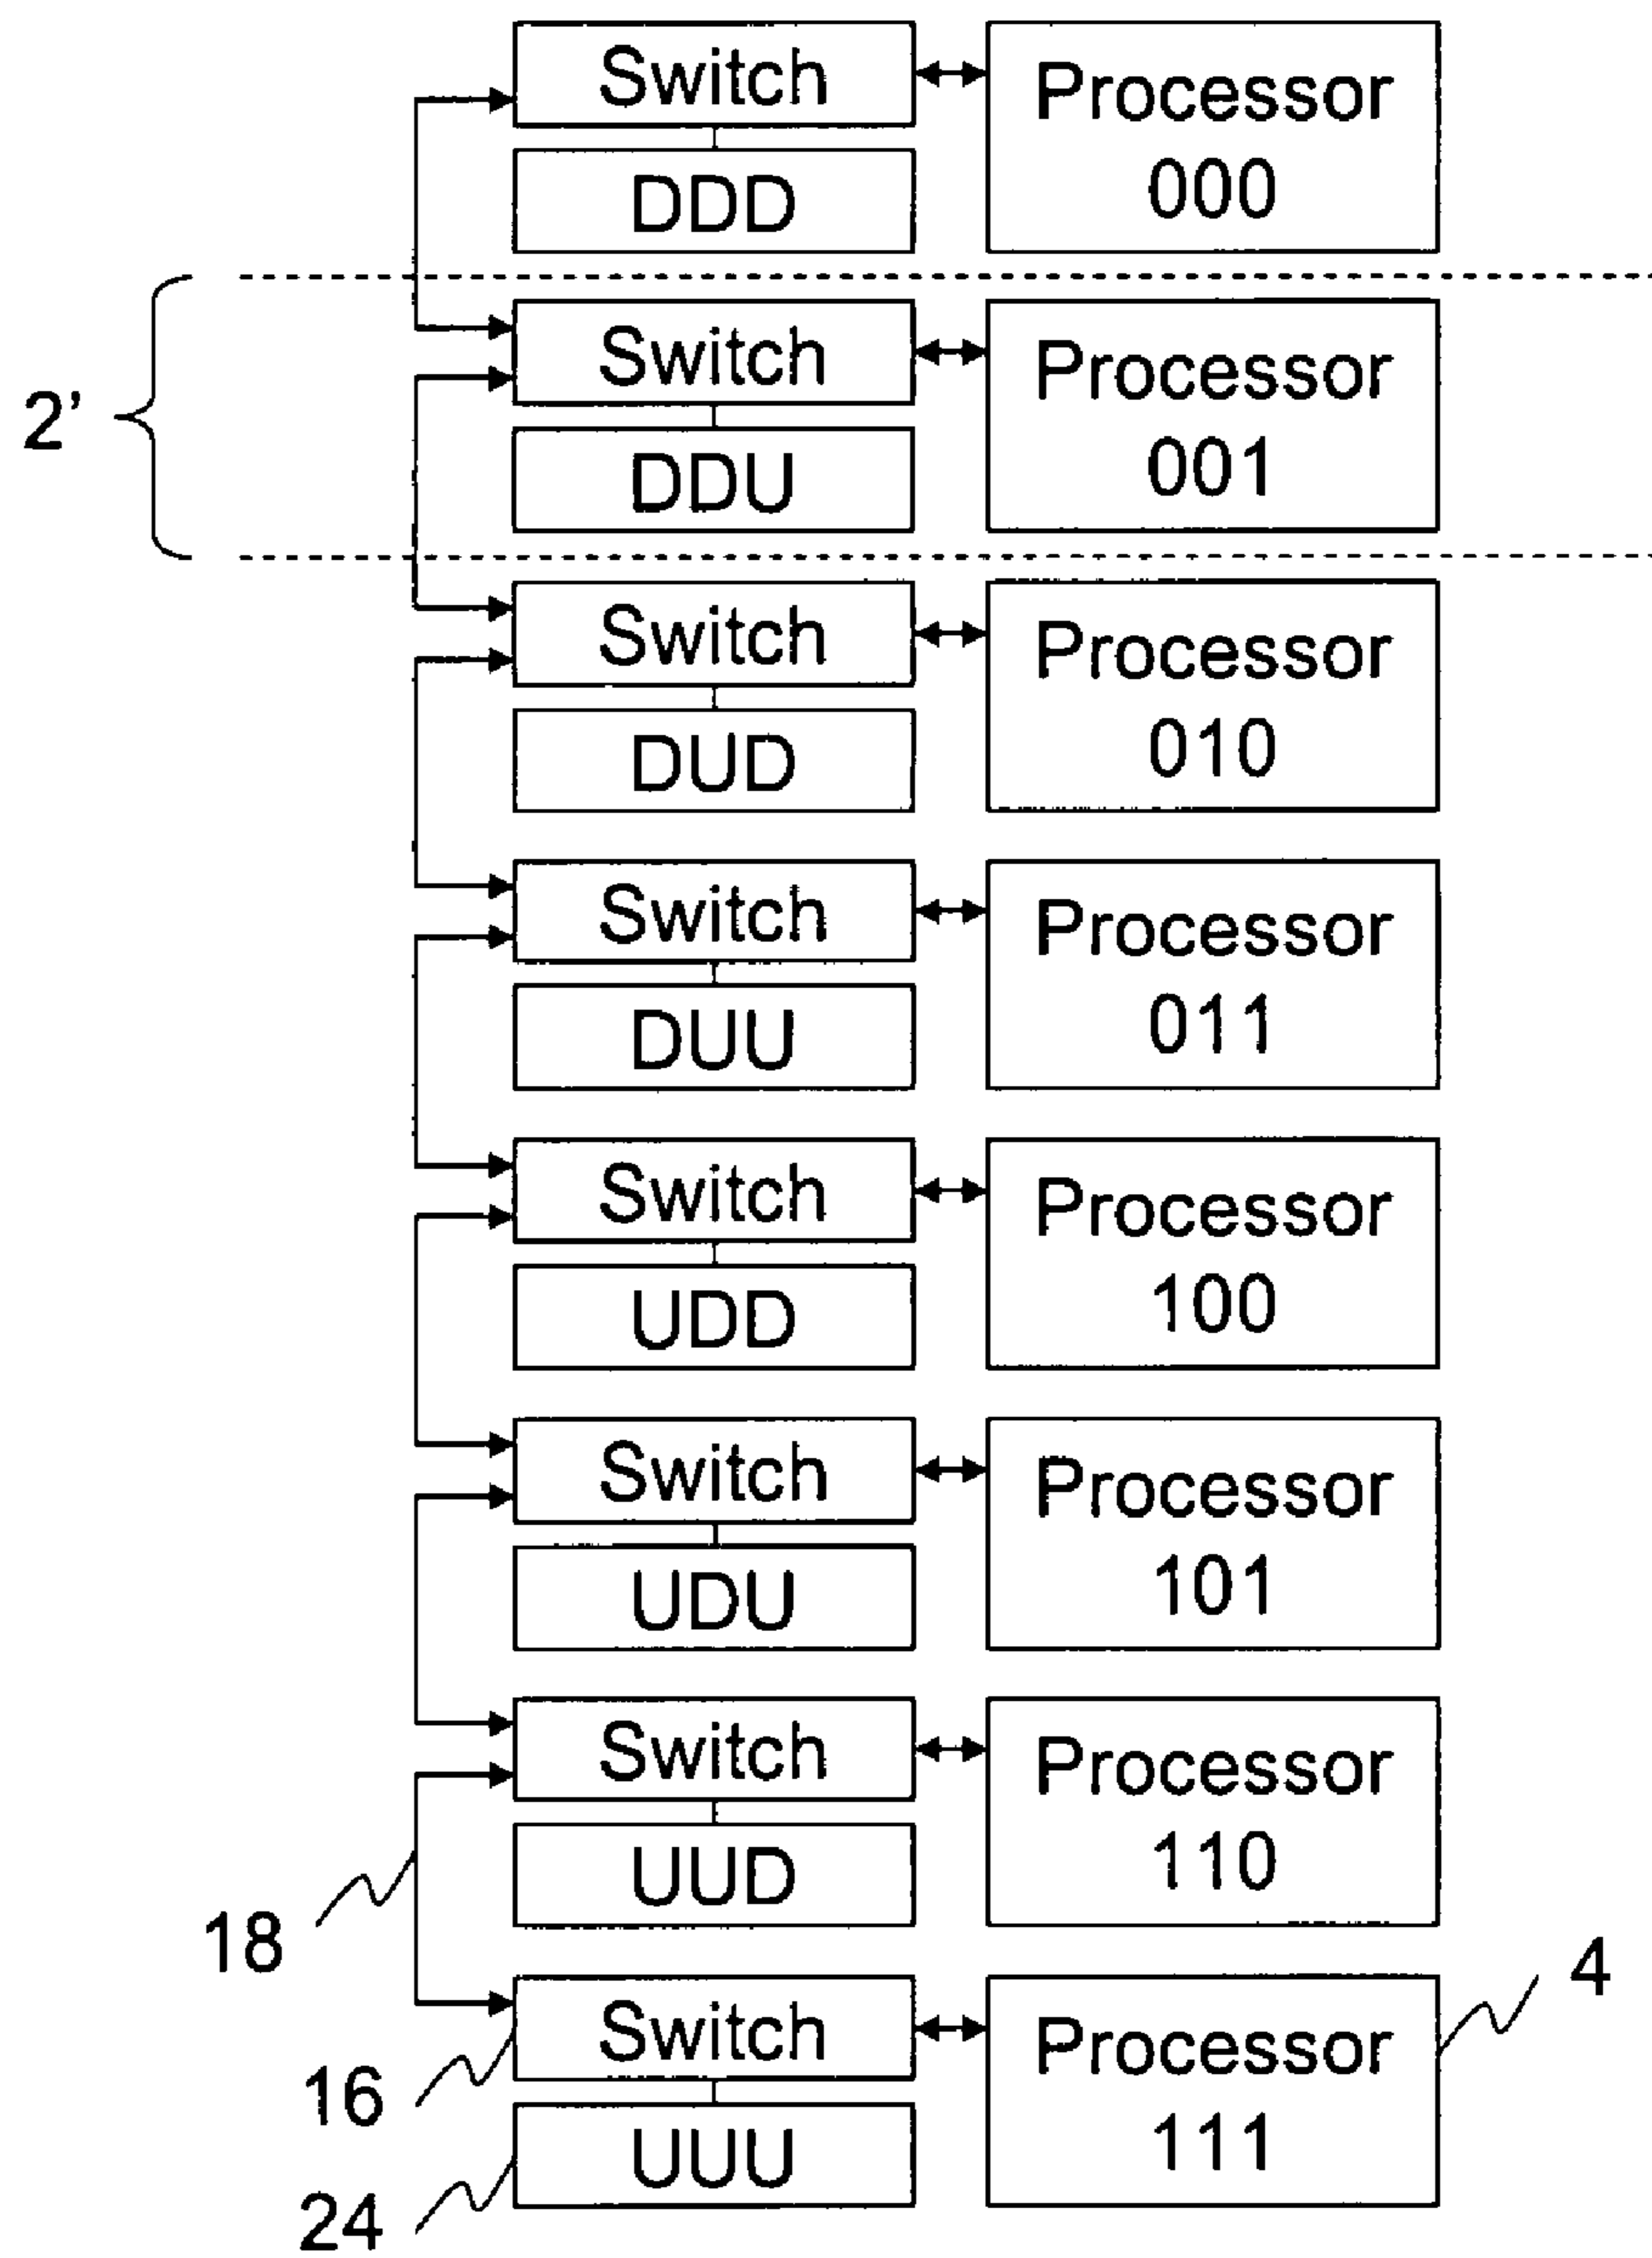 Switch
Processor
000
DDD
2'
Switch
Processor
001
DDU
Switch
Processor
010
DUD
Switch
Processor
011
DUU
Switch
Processor
100
UDD
Switch
Processor
101
UDU
Switch
Processor
110
UUD
18
4
Switch
Processor
111
16
UUU
24